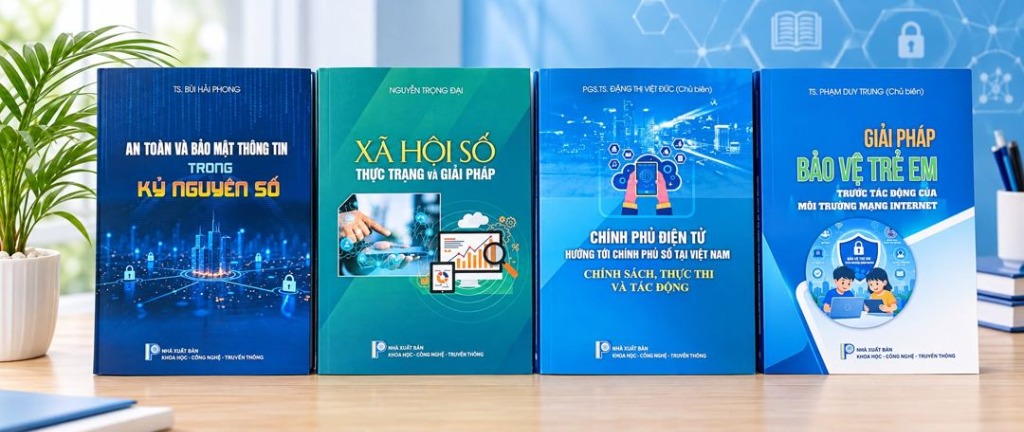 TS. BÙI HẢI PHONG
AN TOÀN VÀ BẢO MẬT THÔNG TIN
TRONG
KỶ NGUYÊN SỐ
NHÀ XUẤT BẢN
KHOA HỌC - CÔNG NGHỆ - TRUYỀN THÔNG
NGUYỄN TRỌNG ĐẠI
XÃ HỘI SỐ
THỰC TRẠNG và GIẢI PHÁP
NHÀ XUẤT BẢN
KHOA HỌC - CÔNG NGHỆ - TRUYỀN THÔNG
PGS.TS. ĐẶNG THỊ VIỆT ĐỨC (Chủ biên)
CHÍNH PHỦ ĐIỆN TỬ
HƯỚNG TỚI CHÍNH PHỦ SỐ TẠI VIỆT NAM
CHÍNH SÁCH, THỰC THI
VÀ TÁC ĐỘNG
NHÀ XUẤT BẢN
KHOA HỌC - CÔNG NGHỆ - TRUYỀN THÔNG
TS. PHẠM DUY TRUNG (Chủ biên)
GIẢI PHÁP
BẢO VỆ TRẺ EM
TRƯỚC TÁC ĐỘNG CỦA
MÔI TRƯỜNG MẠNG INTERNET
BẢO VỆ TRẺ EM
NHÀ XUẤT BẢN
KHOA HỌC - CÔNG NGHỆ - TRUYỀN THÔNG